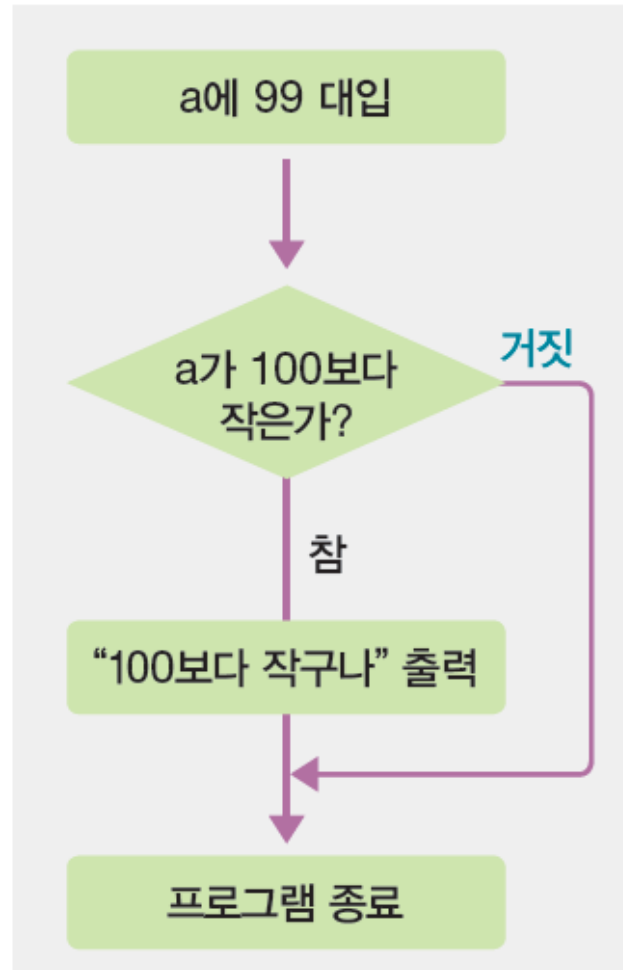 a에 99 대입
a가 100보다
작은가?
거짓
참
“100보다 작구나” 출력
프로그램 종료